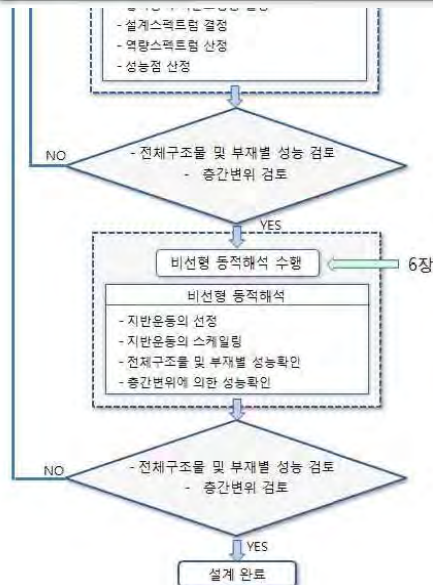 - 설계스펙트럼 결정
- 역량스펙트럼 산정
- 성능점 산정
NO
- 전체구조물 및 부재별 성능 검토
- 층간변위 검토
YES
비선형 동적해석 수행
6장
비선형 동적해석
- 지반운동의 선정
- 지반운동의 스케일링
- 전체구조물 및 부재별 성능확인
- 층간변위에 의한 성능확인
NO
- 전체구조물 및 부재별 성능 검토
- 층간변위 검토
YES
설계 완료